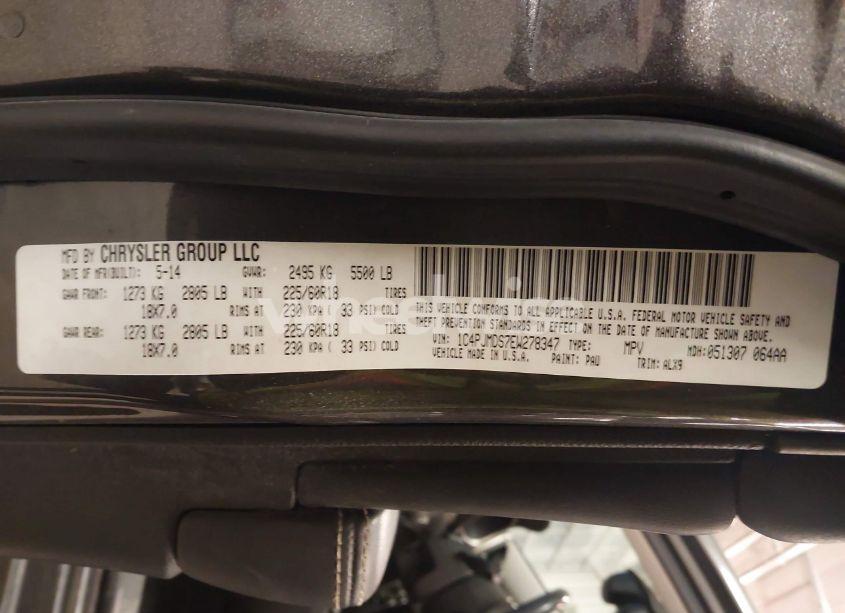 MFD BY CHRYSLER GROUP LLC
DATE OF MFR(BUILT): 5-14 GVWR: 2495 KG 5500 LB
GAWR FRONT: 1273 KG 2805 LB WITH 225/60R18 TIRES
18X7.0 RIMS AT 230 KPA ( 33 PSI) COLD
GAWR REAR: 1273 KG 2805 LB WITH 225/60R18 TIRES
18X7.0 RIMS AT 230 KPA ( 33 PSI) COLD
THIS VEHICLE CONFORMS TO ALL APPLICABLE U.S.A. FEDERAL MOTOR VEHICLE SAFETY AND
THEFT PREVENTION STANDARDS IN EFFECT ON THE DATE OF MANUFACTURE SHOWN ABOVE.
VIN: 1C4PJMDS7EW278347 TYPE: MPV MDH: 051307 064AA
VEHICLE MADE IN U.S.A. PAINT: PAU TRIM: ALX9